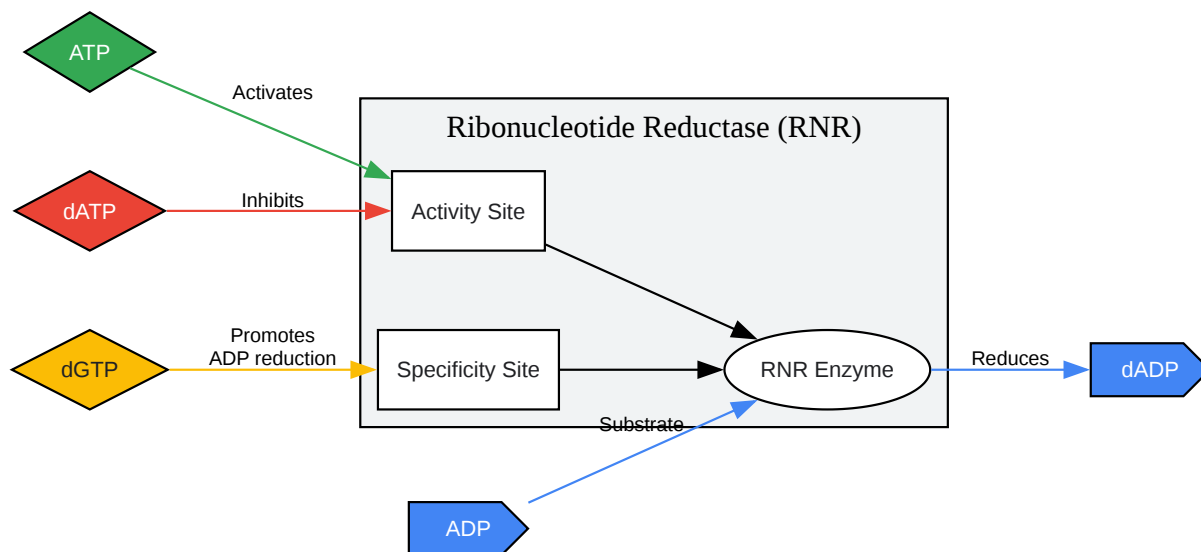 ATP
Activates
Ribonucleotide Reductase (RNR)
dATP
Inhibits
Activity Site
dGTP
Promotes
ADP reduction
Specificity Site
RNR Enzyme
Reduces
dADP
Substrate
ADP